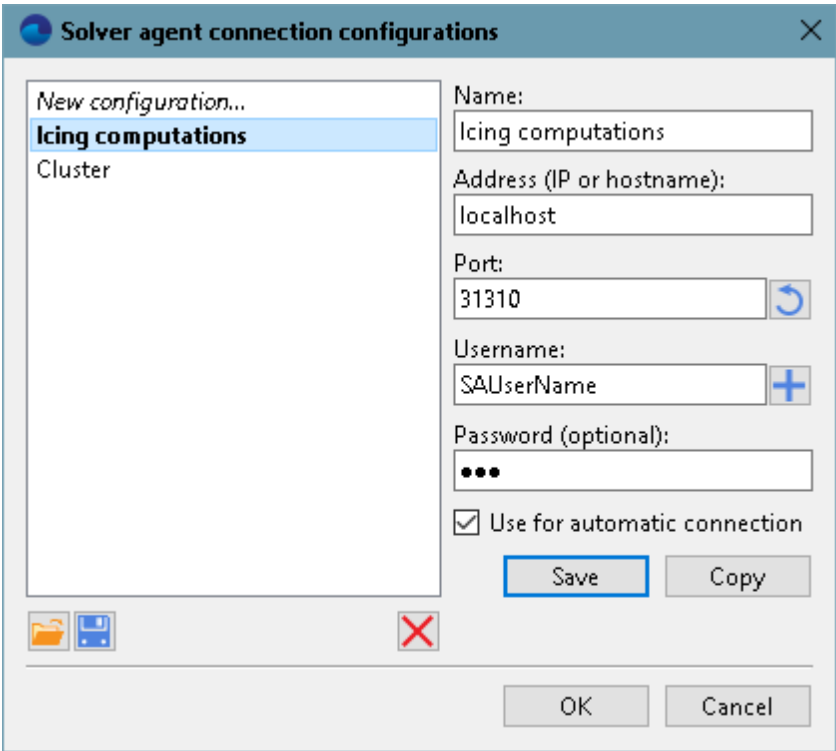 Solver agent connection configurations
New configuration...
Icing computations
Cluster
Name:
Icing computations
Address (IP or hostname):
localhost
Port:
31310
Username:
SAUserName
Password (optional):
●●●
Use for automatic connection
Save
Copy
OK
Cancel